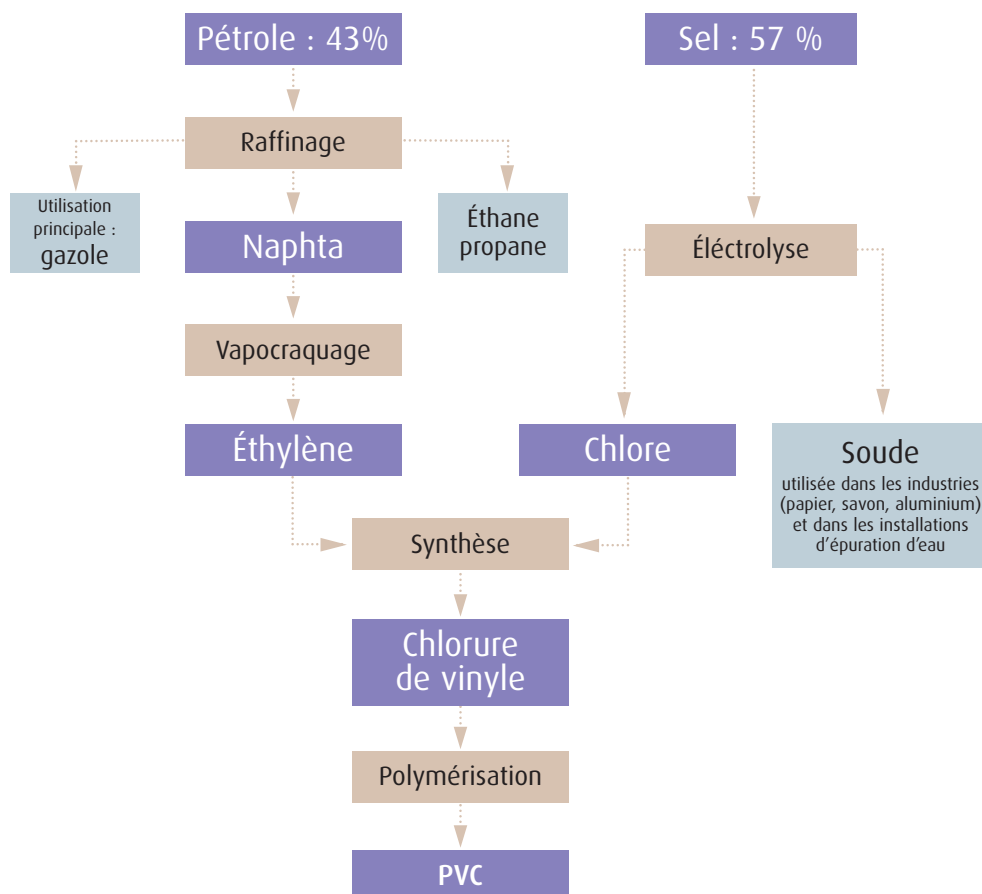 Pétrole : 43%
Sel : 57 %
Raffinage
Utilisation
principale :
gazole
Naphta
Éthane
propane
Éléctrolyse
Vapocraquage
Éthylène
Chlore
Soude
utilisée dans les industries
(papier, savon, aluminium)
et dans les installations
d'épuration d'eau
Synthèse
Chlorure
de vinyle
Polymérisation
PVC